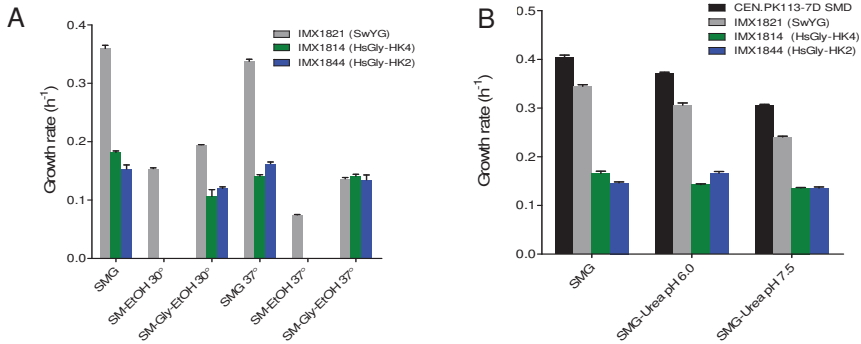 A
IMX1821 (SwYG)
IMX1814 (HsGly-HK4)
IMX1844 (HsGly-HK2)
Growth rate (h-1)
0.4
0.3
0.2
0.1
0.0
SMG
SM-EtOH 30°
SM-Gly-EtOH 30°
SMG 37°
SM-EtOH 37°
SM-Gly-EtOH 37°
B
CEN.PK113-7D SMD
IMX1821 (SwYG)
IMX1814 (HsGly-HK4)
IMX1844 (HsGly-HK2)
Growth rate (h-1)
0.5
0.4
0.3
0.2
0.1
0.0
SMG
SMG-Urea pH 6.0
SMG-Urea pH 7.5